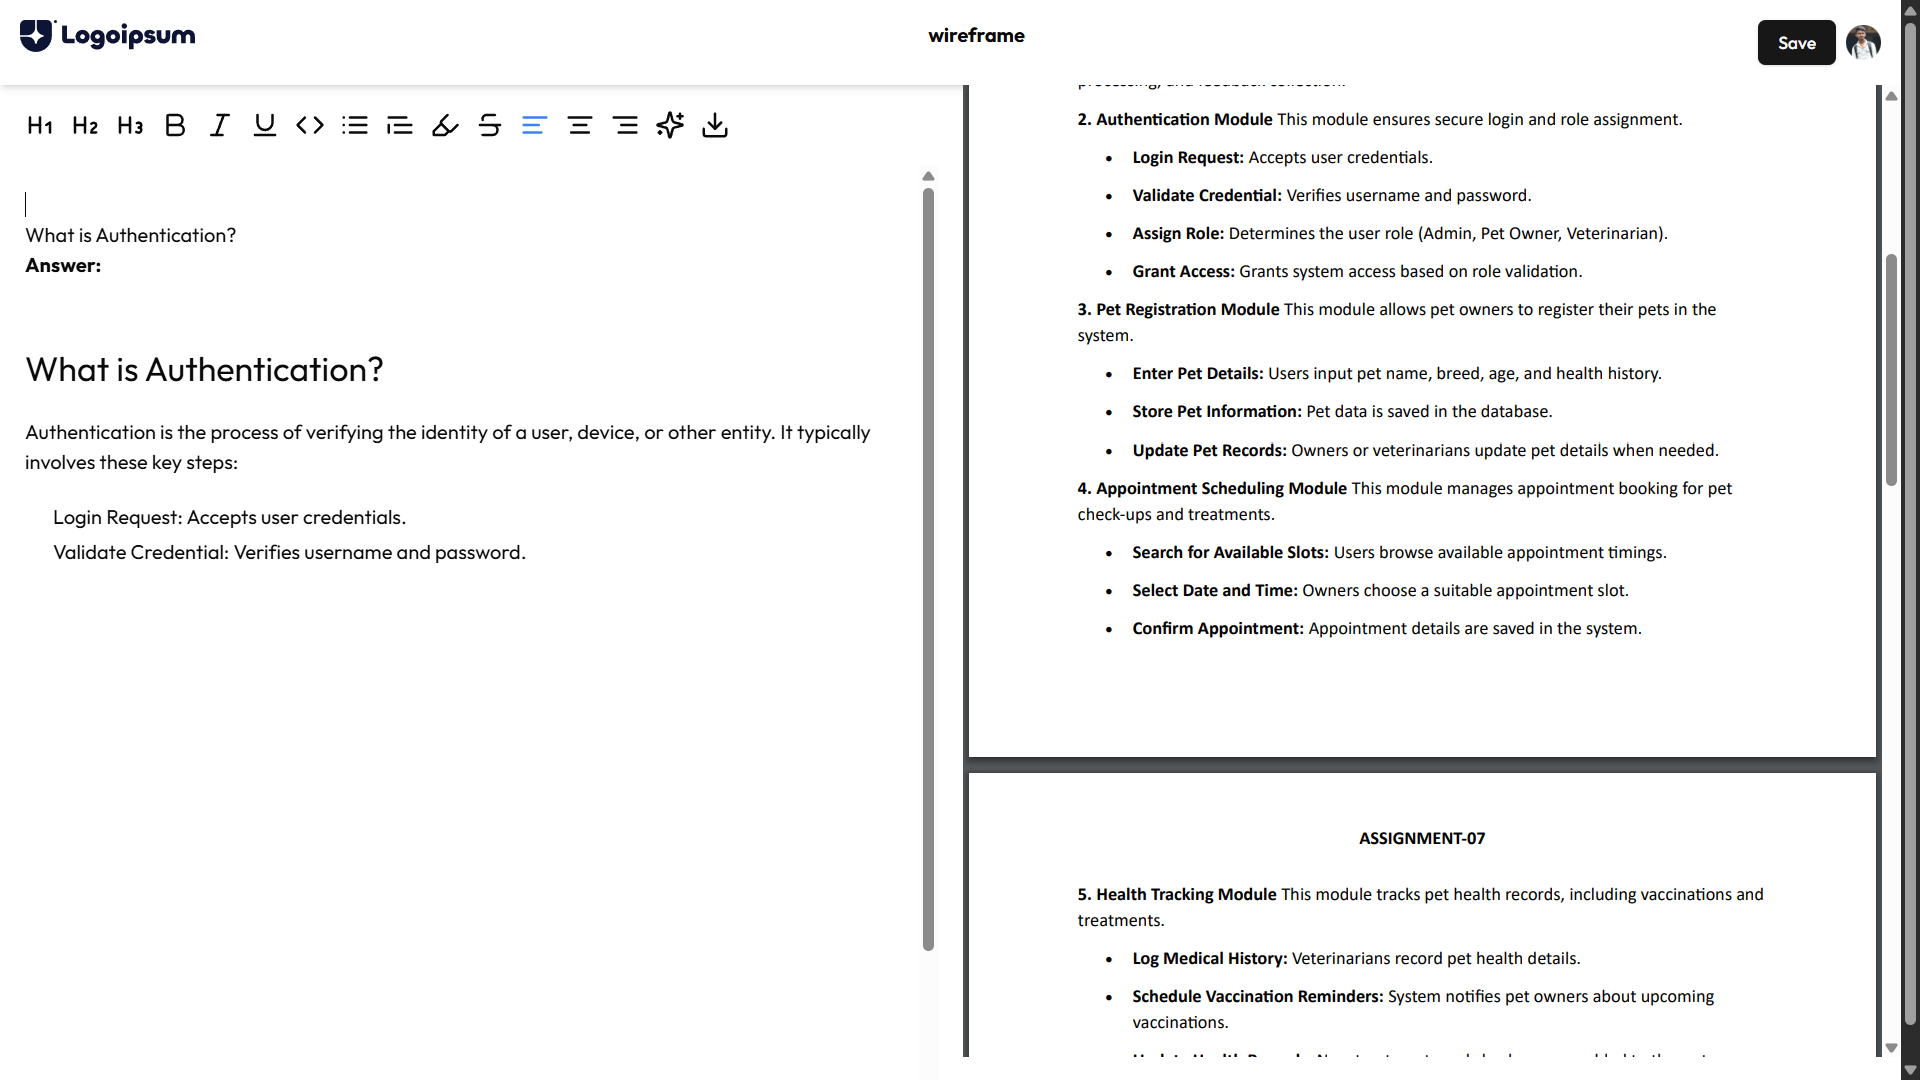 Logoipsum
wireframe
Save
H1 H2 H3 B I U S
What is Authentication?
Answer:
What is Authentication?
Authentication is the process of verifying the identity of a user, device, or other entity. It typically
involves these key steps:
Login Request: Accepts user credentials.
Validate Credential: Verifies username and password.
processing, and feedback collection.
2. Authentication Module This module ensures secure login and role assignment.
• Login Request: Accepts user credentials.
• Validate Credential: Verifies username and password.
• Assign Role: Determines the user role (Admin, Pet Owner, Veterinarian).
• Grant Access: Grants system access based on role validation.
3. Pet Registration Module This module allows pet owners to register their pets in the
system.
• Enter Pet Details: Users input pet name, breed, age, and health history.
• Store Pet Information: Pet data is saved in the database.
• Update Pet Records: Owners or veterinarians update pet details when needed.
4. Appointment Scheduling Module This module manages appointment booking for pet
check-ups and treatments.
• Search for Available Slots: Users browse available appointment timings.
• Select Date and Time: Owners choose a suitable appointment slot.
• Confirm Appointment: Appointment details are saved in the system.
ASSIGNMENT-07
5. Health Tracking Module This module tracks pet health records, including vaccinations and
treatments.
• Log Medical History: Veterinarians record pet health details.
• Schedule Vaccination Reminders: System notifies pet owners about upcoming
vaccinations.